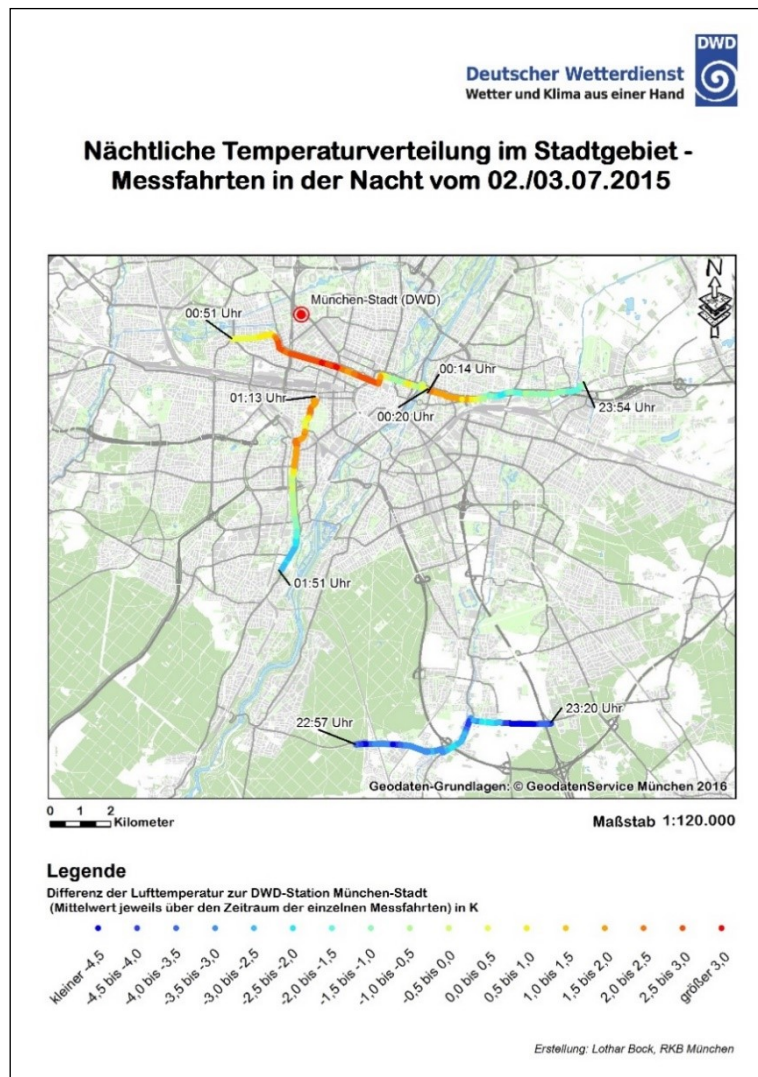 DWD
Deutscher Wetterdienst
Wetter und Klima aus einer Hand
Nächtliche Temperaturverteilung im Stadtgebiet -
Messfahrten in der Nacht vom 02./03.07.2015
N
München-Stadt (DWD)
00:51 Uhr
00:14 Uhr
01:13 Uhr
00:20 Uhr
23:54 Uhr
01:51 Uhr
22:57 Uhr
23:20 Uhr
Geodaten-Grundlagen: © GeodatenService München 2016
0 1 2
Kilometer
Maßstab 1:120.000
Legende
Differenz der Lufttemperatur zur DWD-Station München-Stadt
(Mittelwert jeweils über den Zeitraum der einzelnen Messfahrten) in K
kleiner -4,5
-4,5 bis -4,0
-4,0 bis -3,5
-3,5 bis -3,0
-3,0 bis -2,5
-2,5 bis -2,0
-2,0 bis -1,5
-1,5 bis -1,0
-1,0 bis -0,5
-0,5 bis 0,0
0,0 bis 0,5
0,5 bis 1,0
1,0 bis 1,5
1,5 bis 2,0
2,0 bis 2,5
2,5 bis 3,0
größer 3,0
Erstellung: Lothar Bock, RKB München